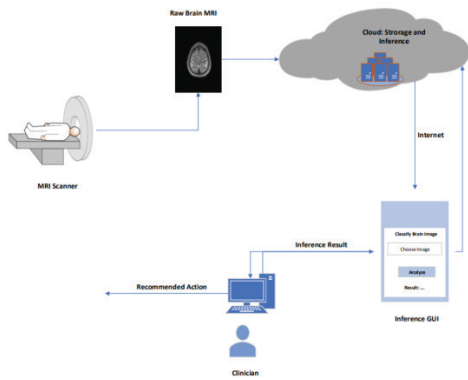 Raw Brain MRI
Cloud: Strorage and
Inference
MRI Scanner
Internet
Classify Brain Image
Choose Image
Analyze
Result: ...
Inference GUI
Inference Result
Recommended Action
Clinician